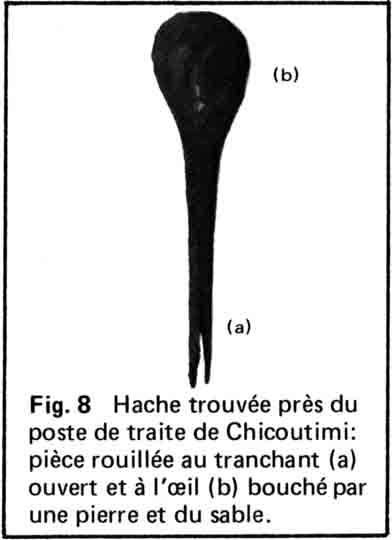 (b)
(a)
Fig. 8 Hache trouvée près du
poste de traite de Chicoutimi:
pièce rouillée au tranchant (a)
ouvert et à l'œil (b) bouché par
une pierre et du sable.